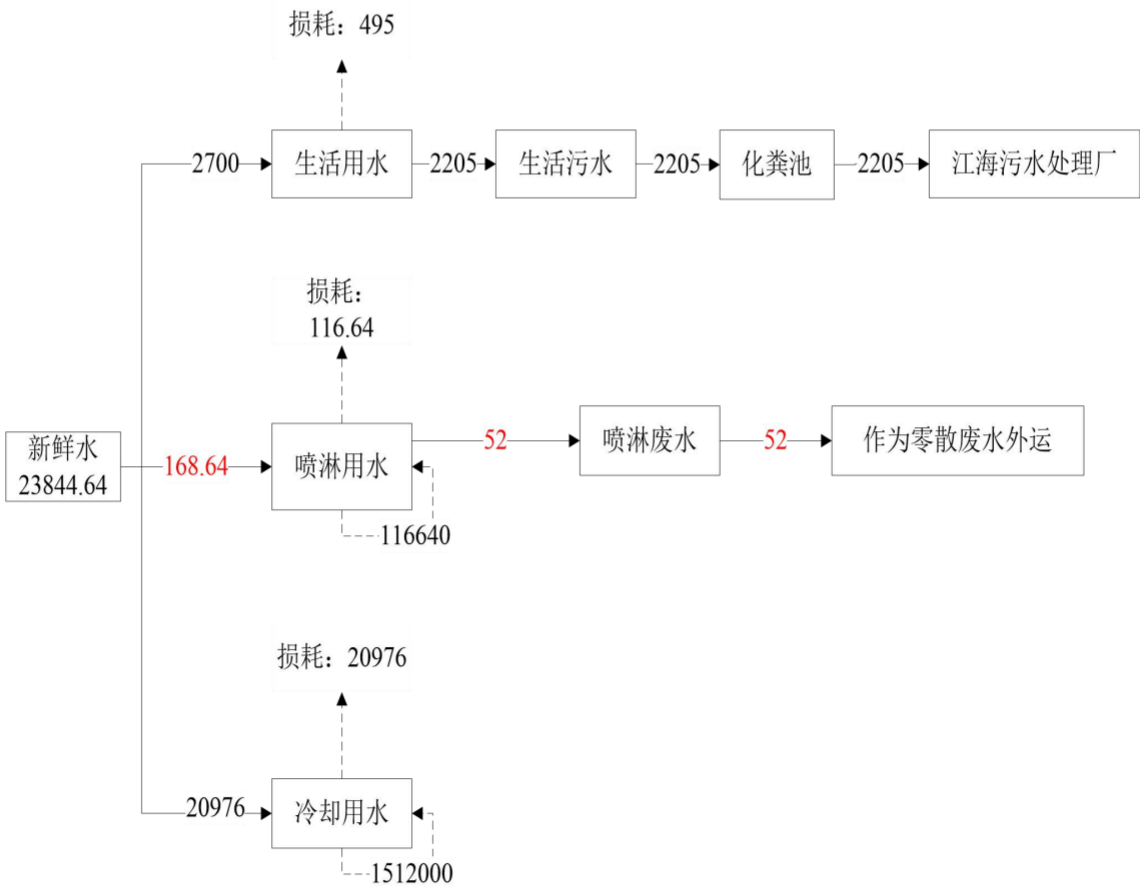 损耗：495
2700
生活用水
2205
生活污水
2205
化粪池
2205
江海污水处理厂
损耗：
116.64
新鲜水
23844.64
168.64
喷淋用水
52
喷淋废水
52
作为零散废水外运
116640
损耗：20976
20976
冷却用水
1512000